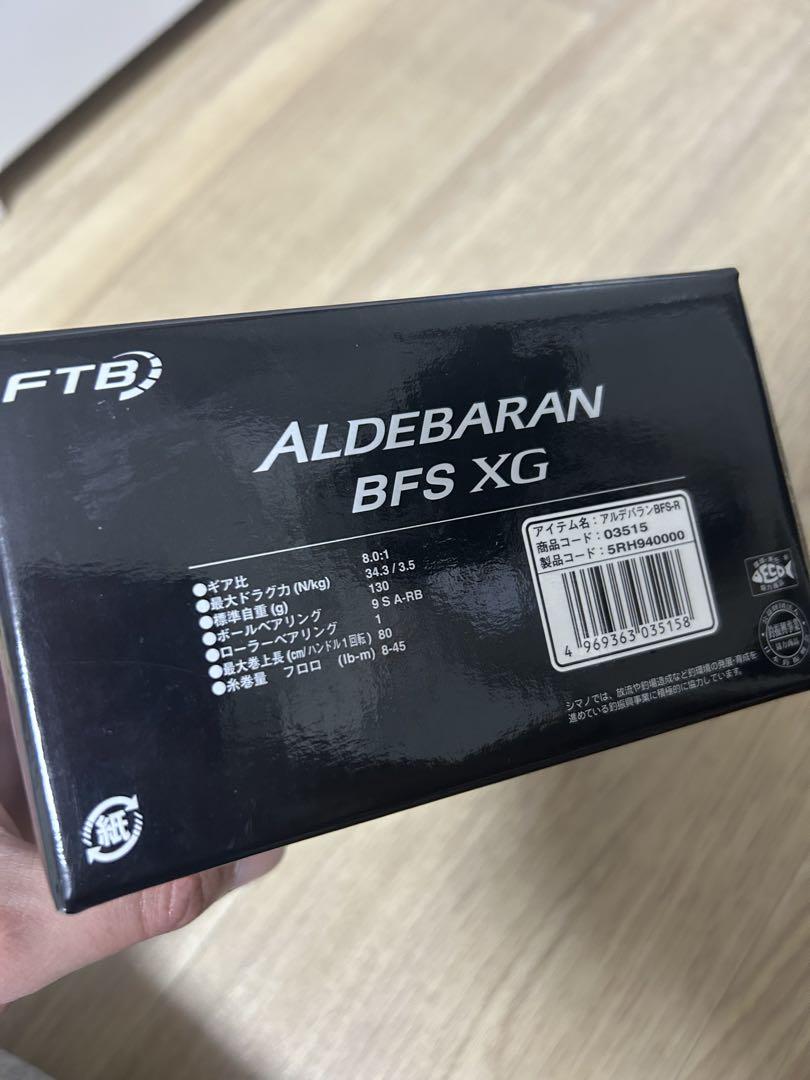 FTB
ALDEBARAN
BFS XG
●ギア比 8.0:1
●最大ドラグ力(N/kg) 34.3/3.5
●標準自重(g) 130
●ボールベアリング 9 S A-RB
●ローラーベアリング 1
●最大巻上長(cm/ハンドル1回転) 80
●糸巻量 フロロ (lb-m) 8-45
アイテム名：アルデバランBFS-R
商品コード：03515
製品コード：5RH940000
4 969363 035158
ECO
シマノでは、放流や釣場造成など釣環境の発展・育成を
進めている釣振興事業に積極的に協力しています。
紙